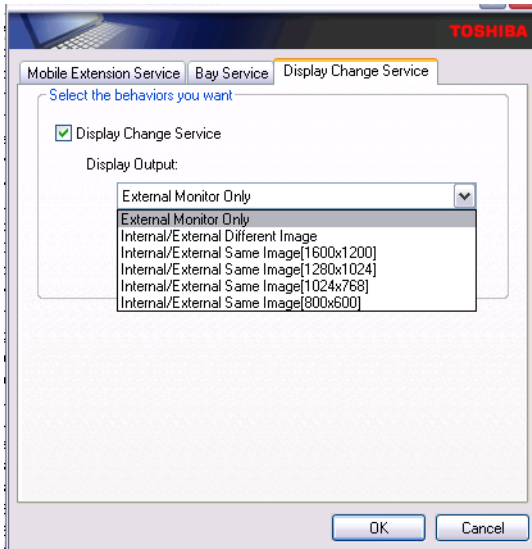 TOSHIBA
Mobile Extension Service Bay Service Display Change Service
Select the behaviors you want
Display Change Service
Display Output:
External Monitor Only
External Monitor Only
Internal/External Different Image
Internal/External Same Image[1600x1200]
Internal/External Same Image[1280x1024]
Internal/External Same Image[1024x768]
Internal/External Same Image[800x600]
OK Cancel